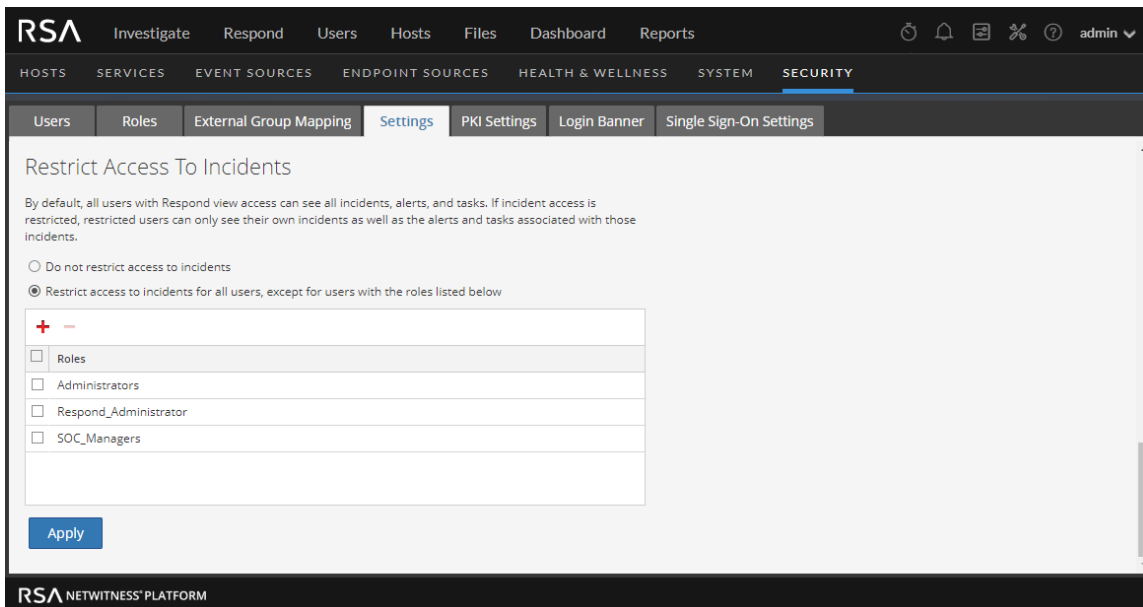 RSA Investigate Respond Users Hosts Files Dashboard Reports admin
HOSTS SERVICES EVENT SOURCES ENDPOINT SOURCES HEALTH & WELLNESS SYSTEM SECURITY
Users Roles External Group Mapping Settings PKI Settings Login Banner Single Sign-On Settings
Restrict Access To Incidents
By default, all users with Respond view access can see all incidents, alerts, and tasks. If incident access is
restricted, restricted users can only see their own incidents as well as the alerts and tasks associated with those
incidents.
Do not restrict access to incidents
Restrict access to incidents for all users, except for users with the roles listed below
Roles
Administrators
Respond_Administrator
SOC_Managers
Apply
RSA NETWITNESS® PLATFORM